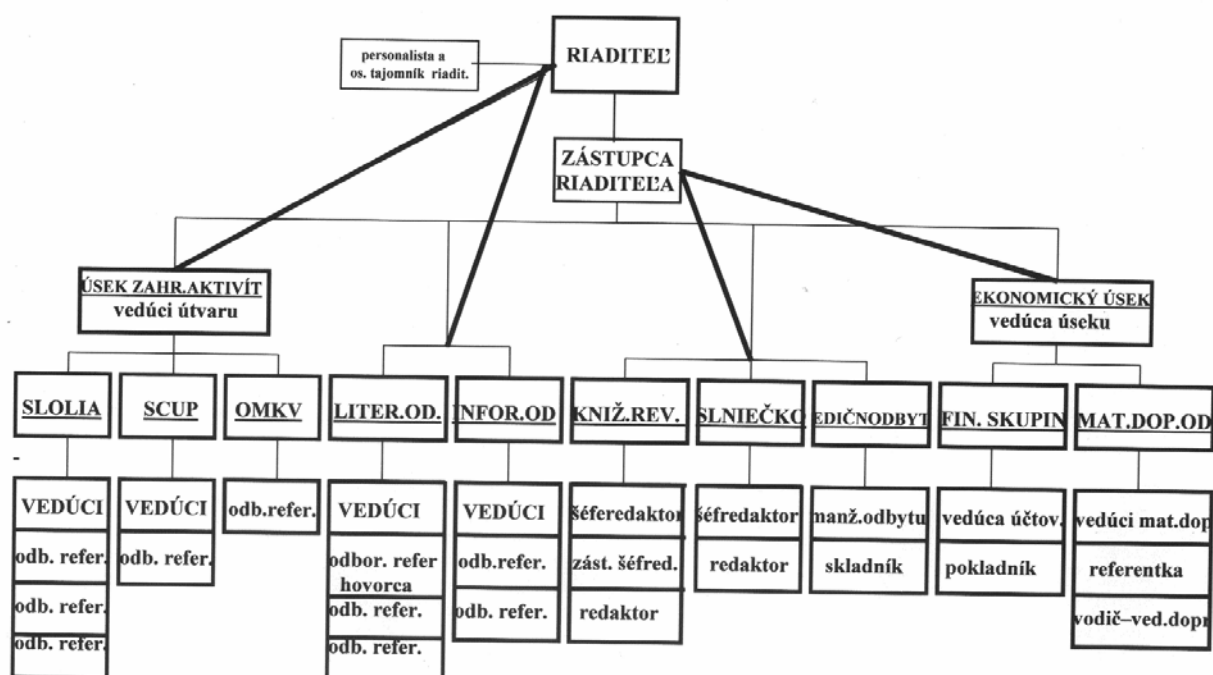 RIADITEĽ
personalista a
os. tajomník riadit.
ZÁSTUPCA
RIADITEĽA
ÚSEK ZAHR.AKTIVÍT
vedúci útvaru
EKONOMICKÝ ÚSEK
vedúca úseku
SLOLIA
SCUP
OMKV
LITER.OD.
INFOR.OD
KNIŽ.REV.
SLNIEČKO
EDIČNODBYT
FIN. SKUPIN
MAT.DOP.OD
VEDÚCI
odb. refer.
odb. refer.
odb. refer.
VEDÚCI
odb. refer.
odb.refer.
VEDÚCI
odbor. refer
hovorca
odb. refer.
odb. refer.
VEDÚCI
odb.refer.
odb. refer.
šéferedaktor
zást. šéfred.
redaktor
šéfredaktor
redaktor
manž.odbytu
skladník
vedúca účtov.
pokladník
vedúci mat.dop
referentka
vodič–ved.dopr